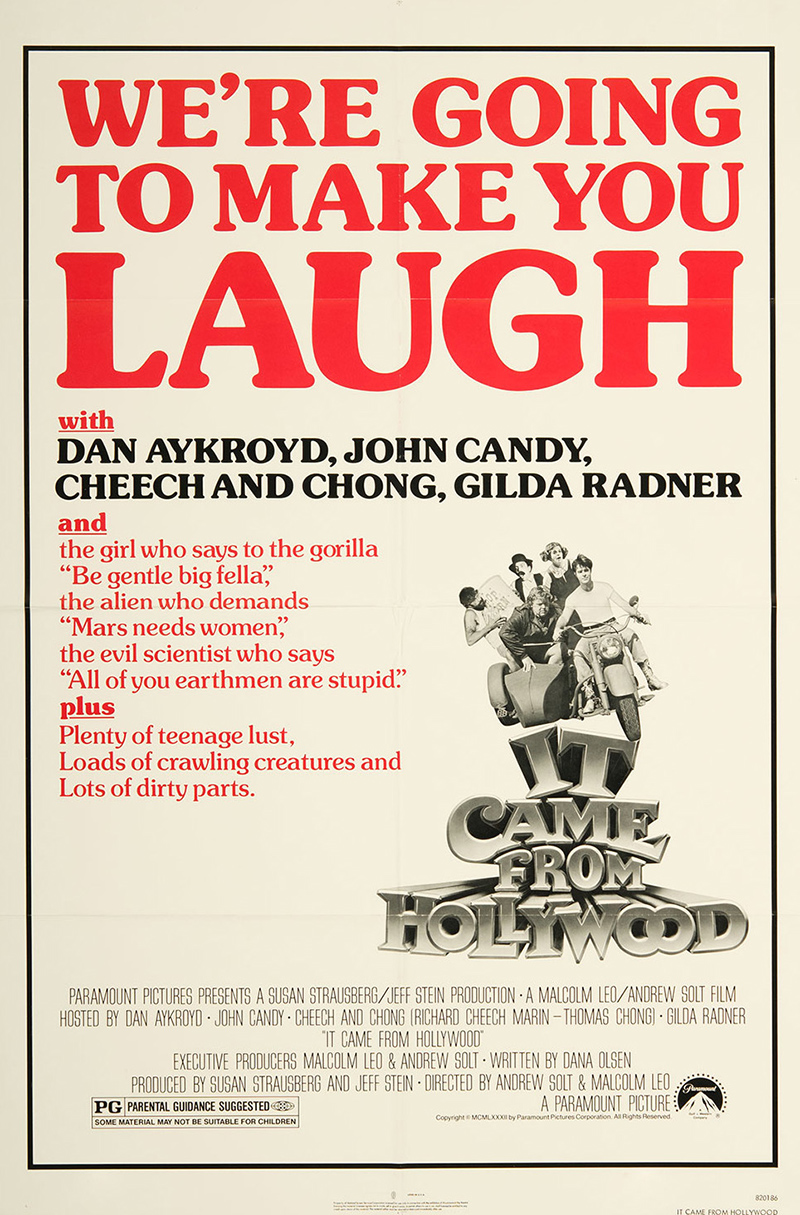 WE'RE GOING
TO MAKE YOU
LAUGH
with
DAN AYKROYD, JOHN CANDY,
CHEECH AND CHONG, GILDA RADNER
and
the girl who says to the gorilla
“Be gentle big fella”,
the alien who demands
“Mars needs women”,
the evil scientist who says
“All of you earthmen are stupid.”
plus
Plenty of teenage lust,
Loads of crawling creatures and
Lots of dirty parts.
IT
CAME
FROM
HOLLYWOOD
PARAMOUNT PICTURES PRESENTS A SUSAN STRAUSBERG/JEFF STEIN PRODUCTION · A MALCOLM LEO/ANDREW SOLT FILM
HOSTED BY DAN AYKROYD · JOHN CANDY · CHEECH AND CHONG (RICHARD CHEECH MARIN – THOMAS CHONG) · GILDA RADNER
"IT CAME FROM HOLLYWOOD"
EXECUTIVE PRODUCERS MALCOLM LEO & ANDREW SOLT · WRITTEN BY DANA OLSEN
PRODUCED BY SUSAN STRAUSBERG AND JEFF STEIN · DIRECTED BY ANDREW SOLT & MALCOLM LEO
A PARAMOUNT PICTURE
Paramount
PG PARENTAL GUIDANCE SUGGESTED
SOME MATERIAL MAY NOT BE SUITABLE FOR CHILDREN
Copyright © MCMLXXXII by Paramount Pictures Corporation. All Rights Reserved.
820186
IT CAME FROM HOLLYWOOD